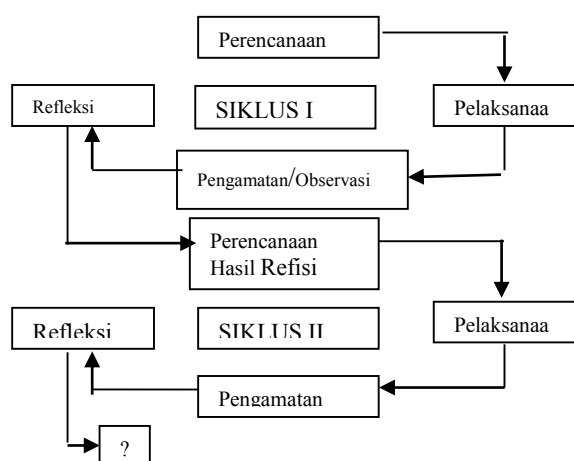 Perencanaan
Refleksi
SIKLUS I
Pelaksanaa
Pengamatan/Observasi
Perencanaan
Hasil Refisi
Refleksi
SIKLUS II
Pelaksanaa
Pengamatan
?